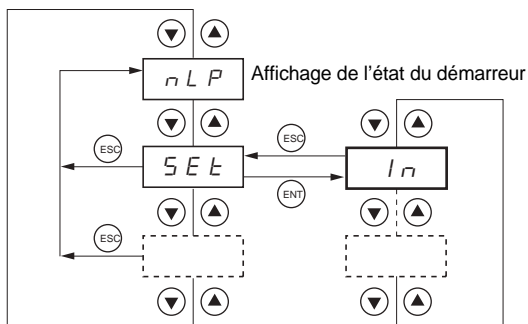 nLP Affichage de l'état du démarreur
ESC
ESC
SEt
In
ENT
ESC